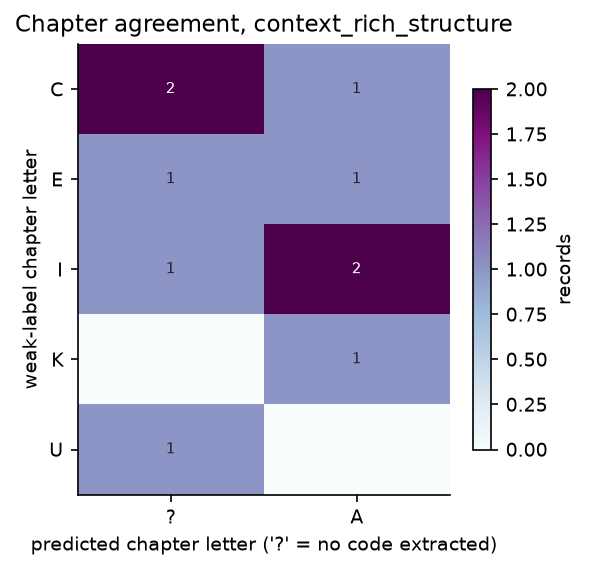 Chapter agreement, context_rich_structure
C 2 1 2.00
1.75
E 1 1 1.50
1.25
I 1 2 1.00
0.75
K 1 0.50
0.25
U 1 0.00
? A
weak-label chapter letter
records
predicted chapter letter ('?' = no code extracted)